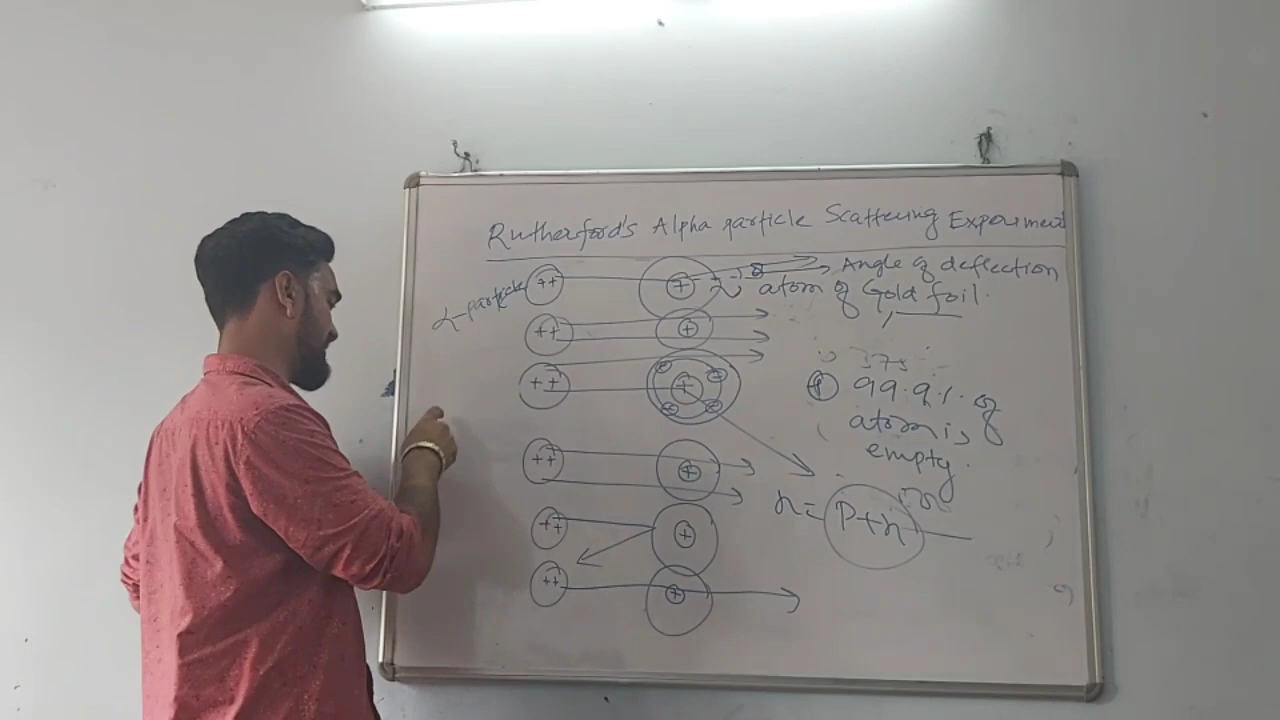 Rutherford's Alpha particle Scattering Experiment
Angle of deflection
α-particle
atom of Gold foil.
① 99.9% of
atom is
empty.
n = P+n